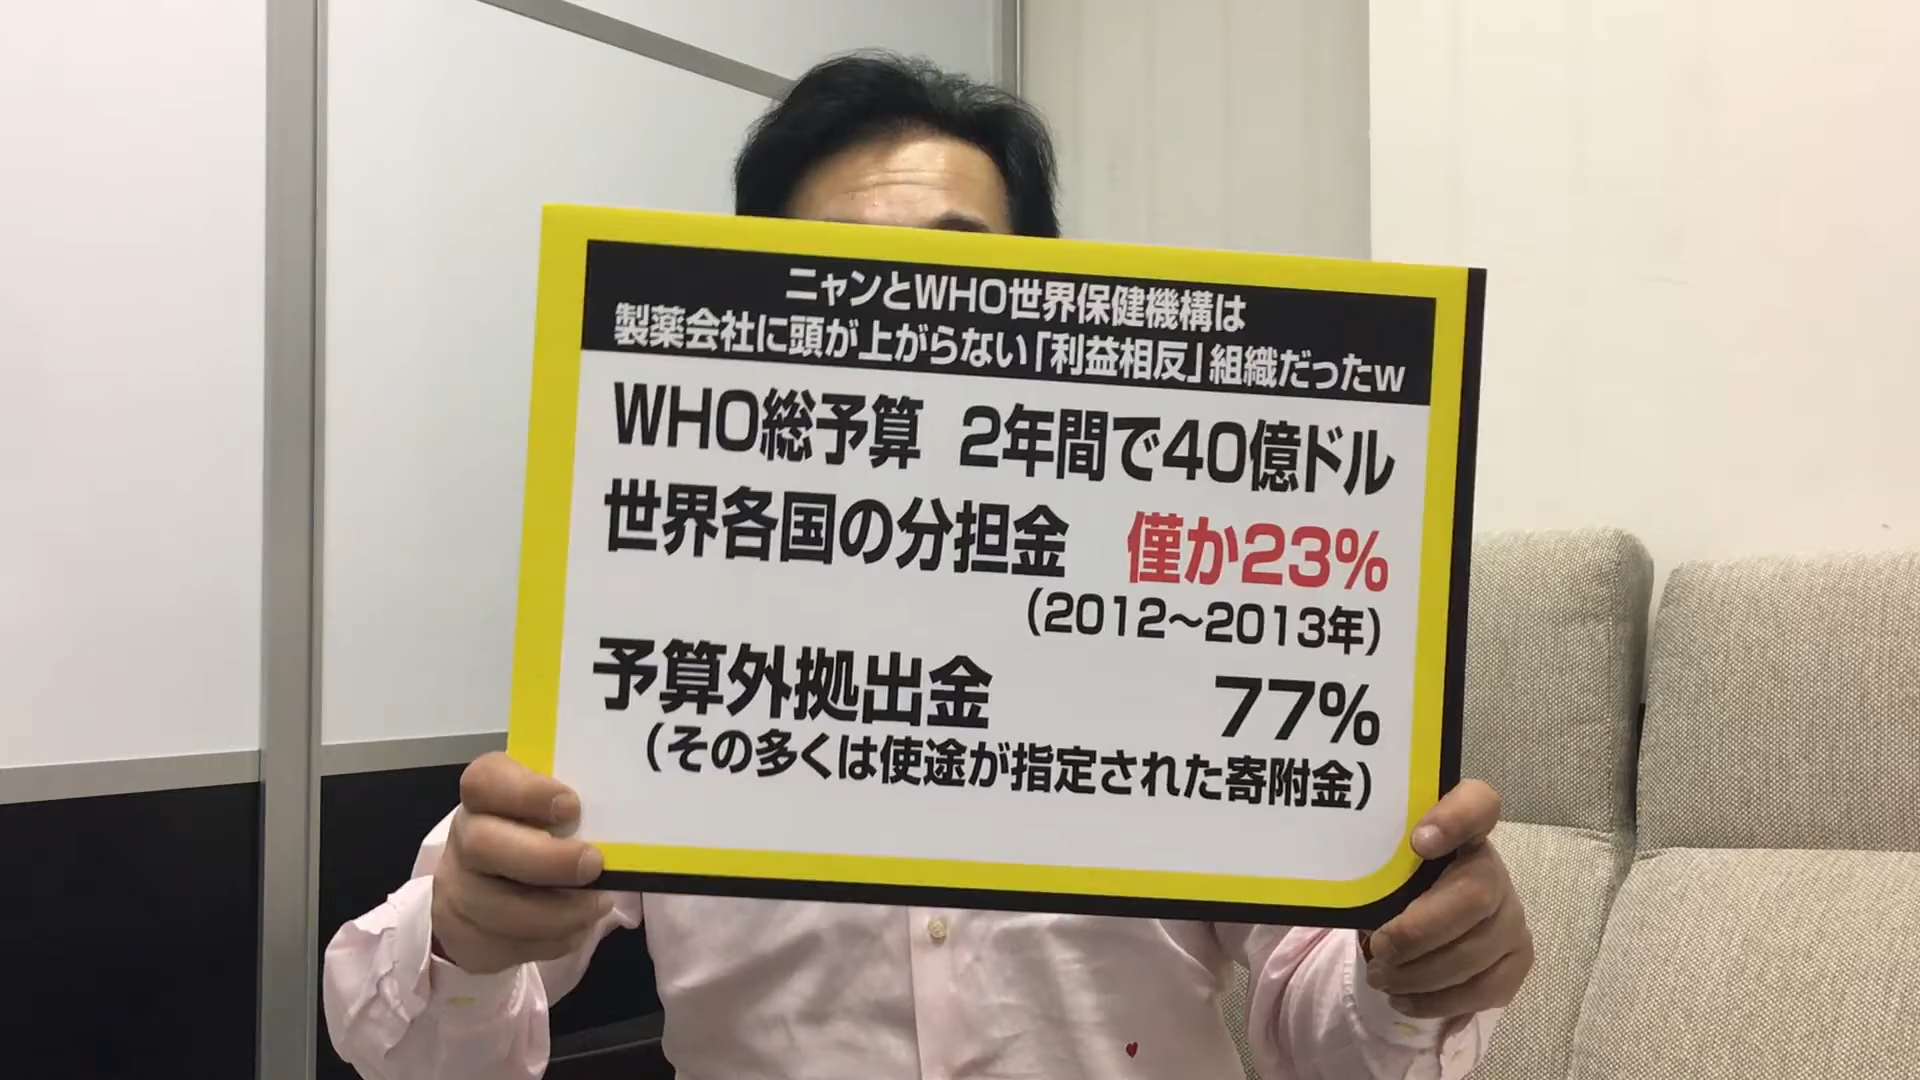 ニャンとWHO世界保健機構は
製薬会社に頭が上がらない「利益相反」組織だったw
WHO総予算 2年間で40億ドル
世界各国の分担金 僅か23%
(2012〜2013年)
予算外拠出金 77%
(その多くは使途が指定された寄附金)